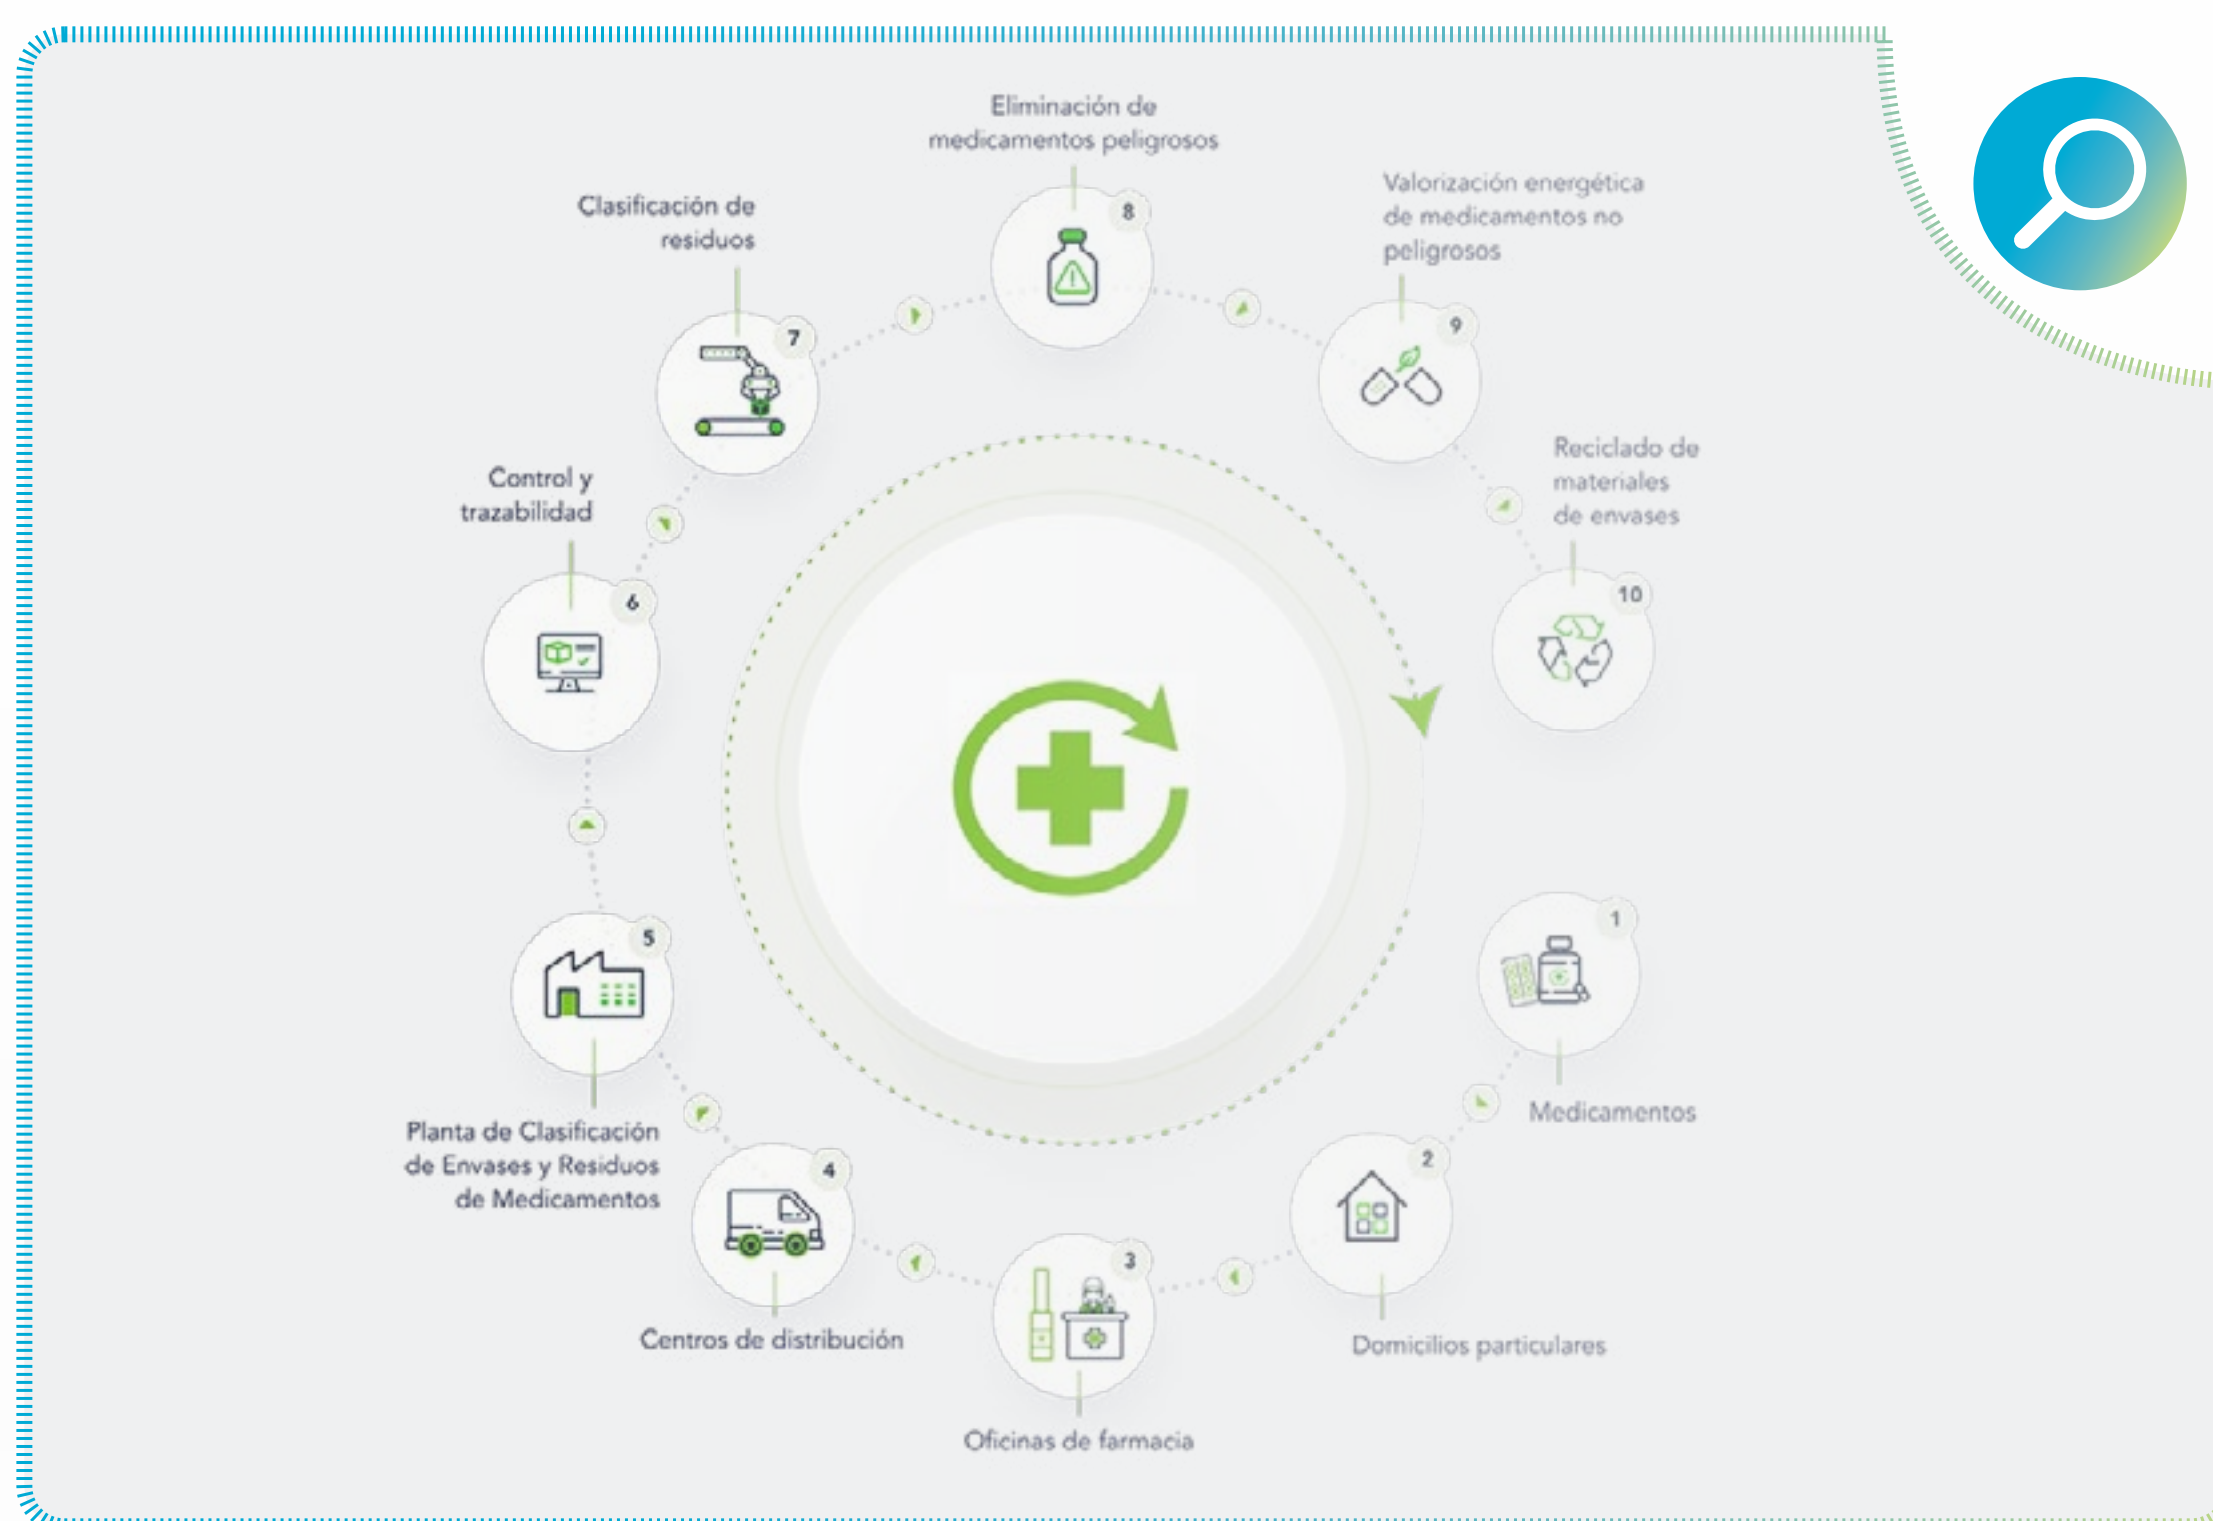 Eliminación de
medicamentos peligrosos
8
Valorización energética
de medicamentos no
peligrosos
9
Clasificación de
residuos
7
Reciclado de
materiales
de envases
10
Control y
trazabilidad
6
5
Planta de Clasificación
de Envases y Residuos
de Medicamentos
1
Medicamentos
2
Domicilios particulares
4
Centros de distribución
3
Oficinas de farmacia